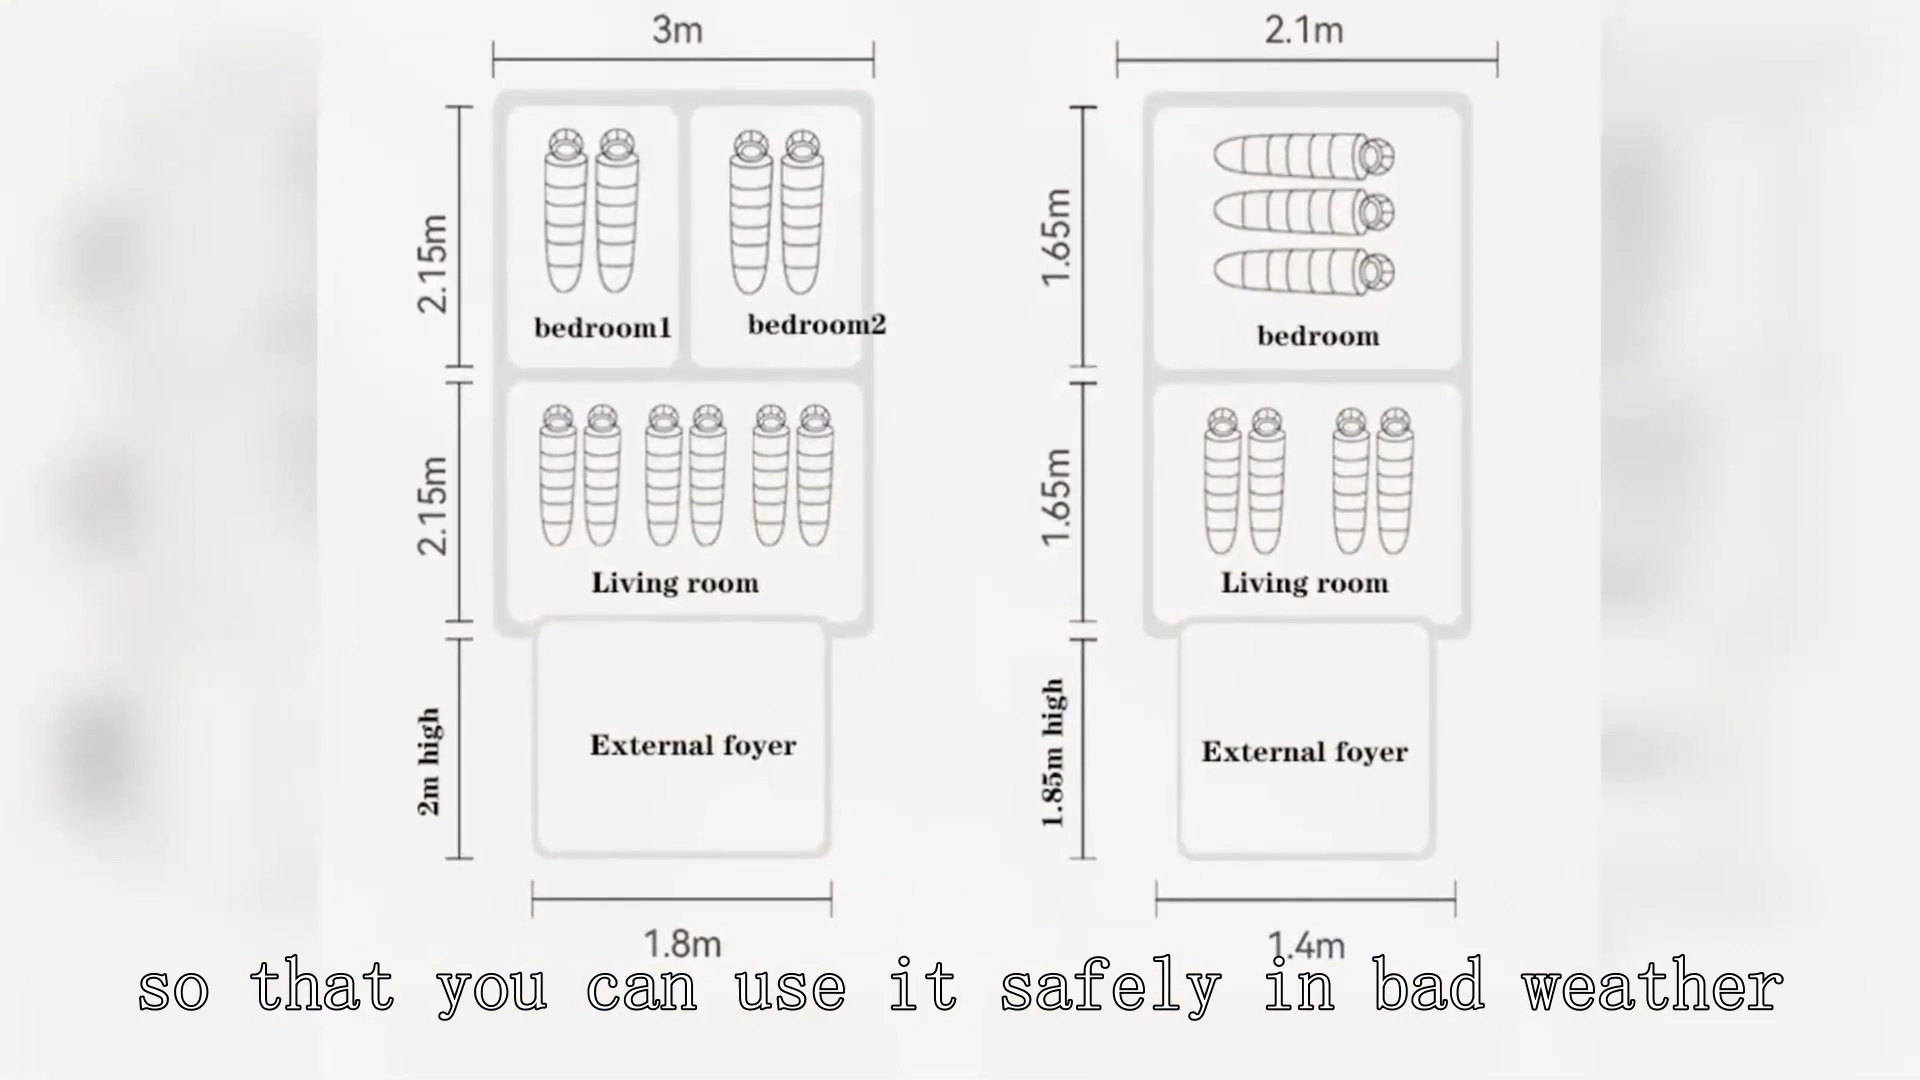 3m
2.15m
bedroom1
bedroom2
2.15m
Living room
2m high
External foyer
1.8m
2.1m
1.65m
bedroom
1.65m
Living room
1.85m high
External foyer
1.4m
so that you can use it safely in bad weather